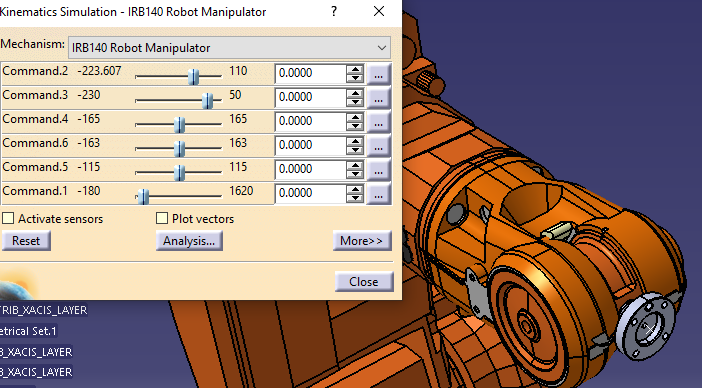 Kinematics Simulation - IRB140 Robot Manipulator ? ×
Mechanism: IRB140 Robot Manipulator
Command.2 -223.607 110 0.0000 ...
Command.3 -230 50 0.0000 ...
Command.4 -165 165 0.0000 ...
Command.6 -163 163 0.0000 ...
Command.5 -115 115 0.0000 ...
Command.1 -180 1620 0.0000 ...
Activate sensors Plot vectors
Reset Analysis... More>>
Close
TRIB_XACIS_LAYER
etrical Set.1
B_XACIS_LAYER
B_XACIS_LAYER